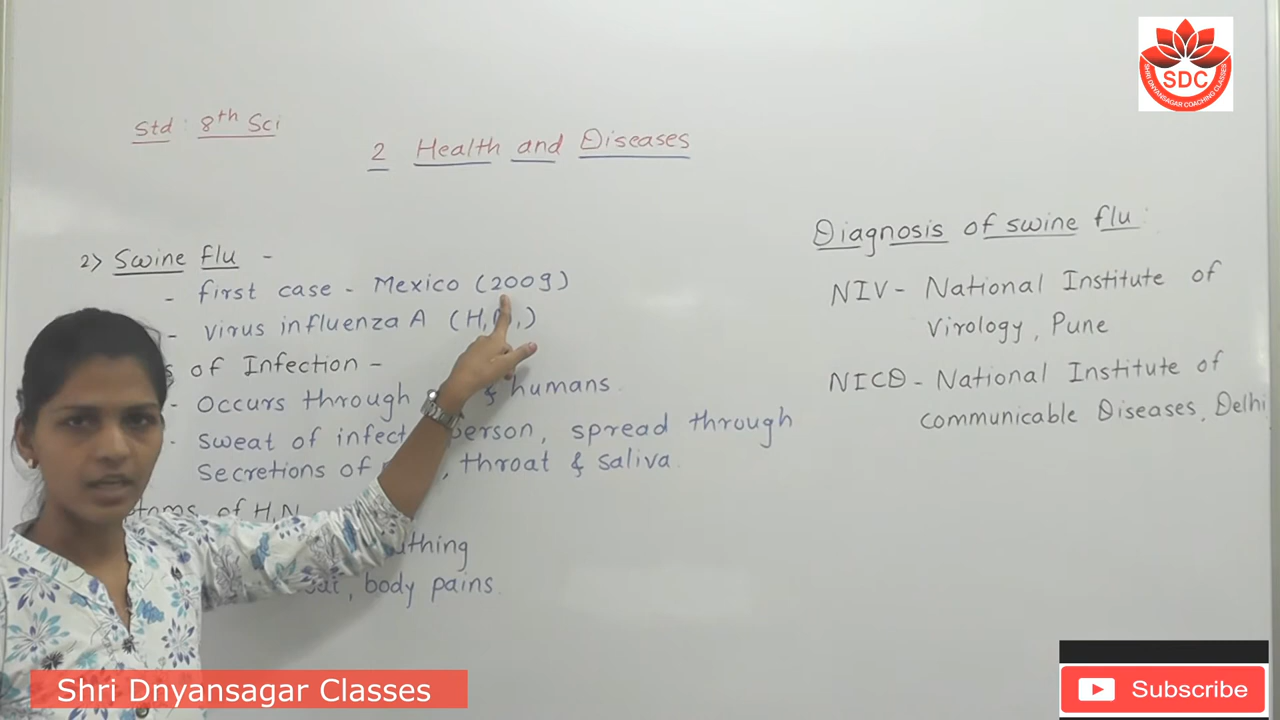 SDC
SHRI DNYANSAGAR COACHING CLASSES
Std : 8th Sci
2 Health and Diseases
2) Swine flu -
- first case - Mexico (2009)
- virus influenza A (H,
of Infection -
- Occurs through & humans.
- Sweat of person, spread through
secretions of , throat & saliva.
of H,N
body pains.
Diagnosis of swine flu :
NIV - National Institute of
Virology, Pune
NICD - National Institute of
communicable Diseases, Delhi
Shri Dnyansagar Classes
Subscribe